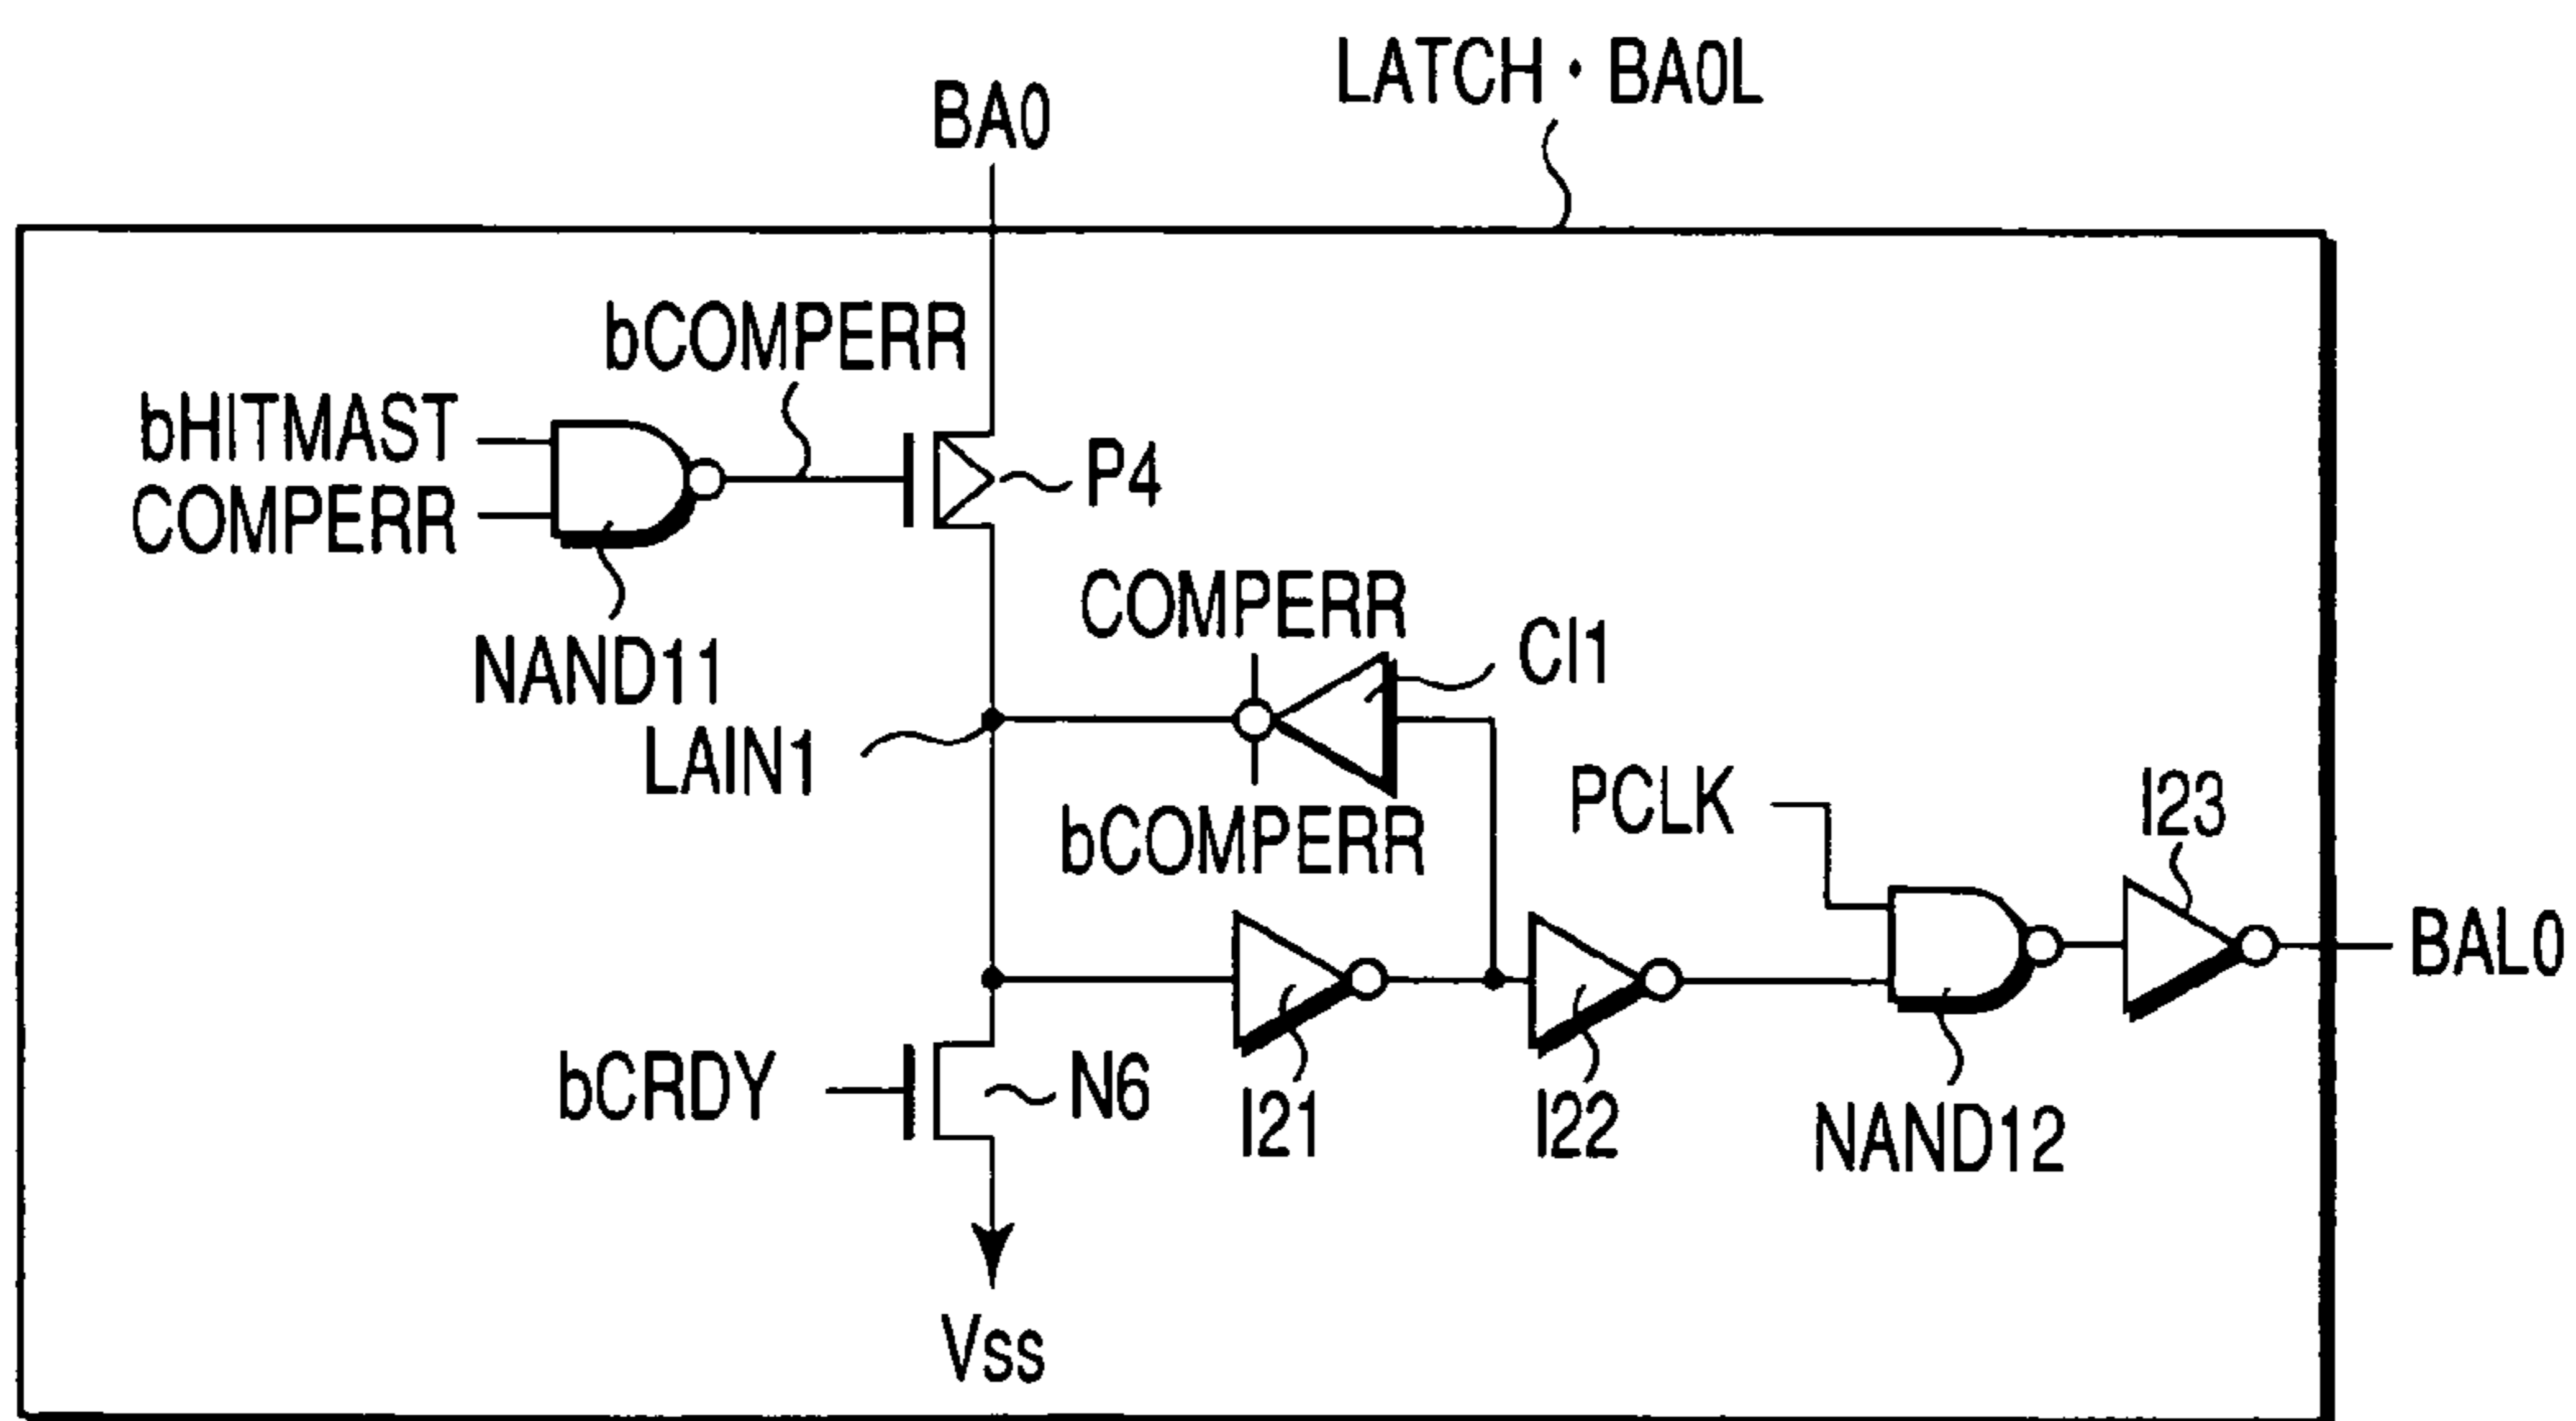 LATCH・BA0L
BA0
bCOMPERR
bHITMAST
COMPERR
P4
NAND11
COMPERR
CI1
LAIN1
bCOMPERR
PCLK
I23
BAL0
bCRDY
N6
I21
I22
NAND12
Vss